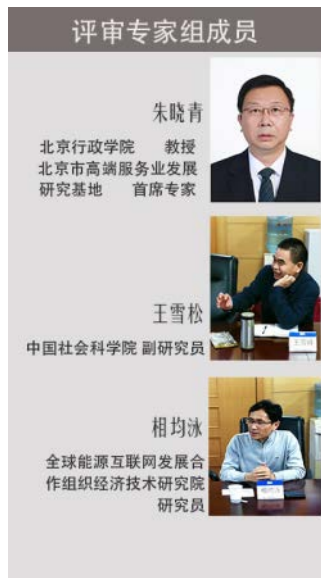 评审专家组成员
朱晓青
北京行政学院 教授
北京市高端服务业发展
研究基地 首席专家
王雪松
中国社会科学院 副研究员
相均泳
全球能源互联网发展合
作组织经济技术研究院
研究员